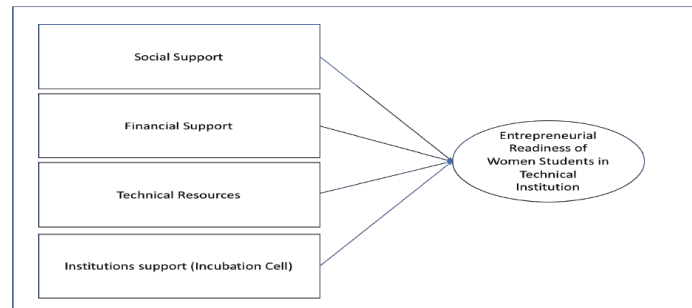 Social Support
Financial Support
Technical Resources
Institutions support (Incubation Cell)
Entrepreneurial
Readiness of
Women Students in
Technical
Institution